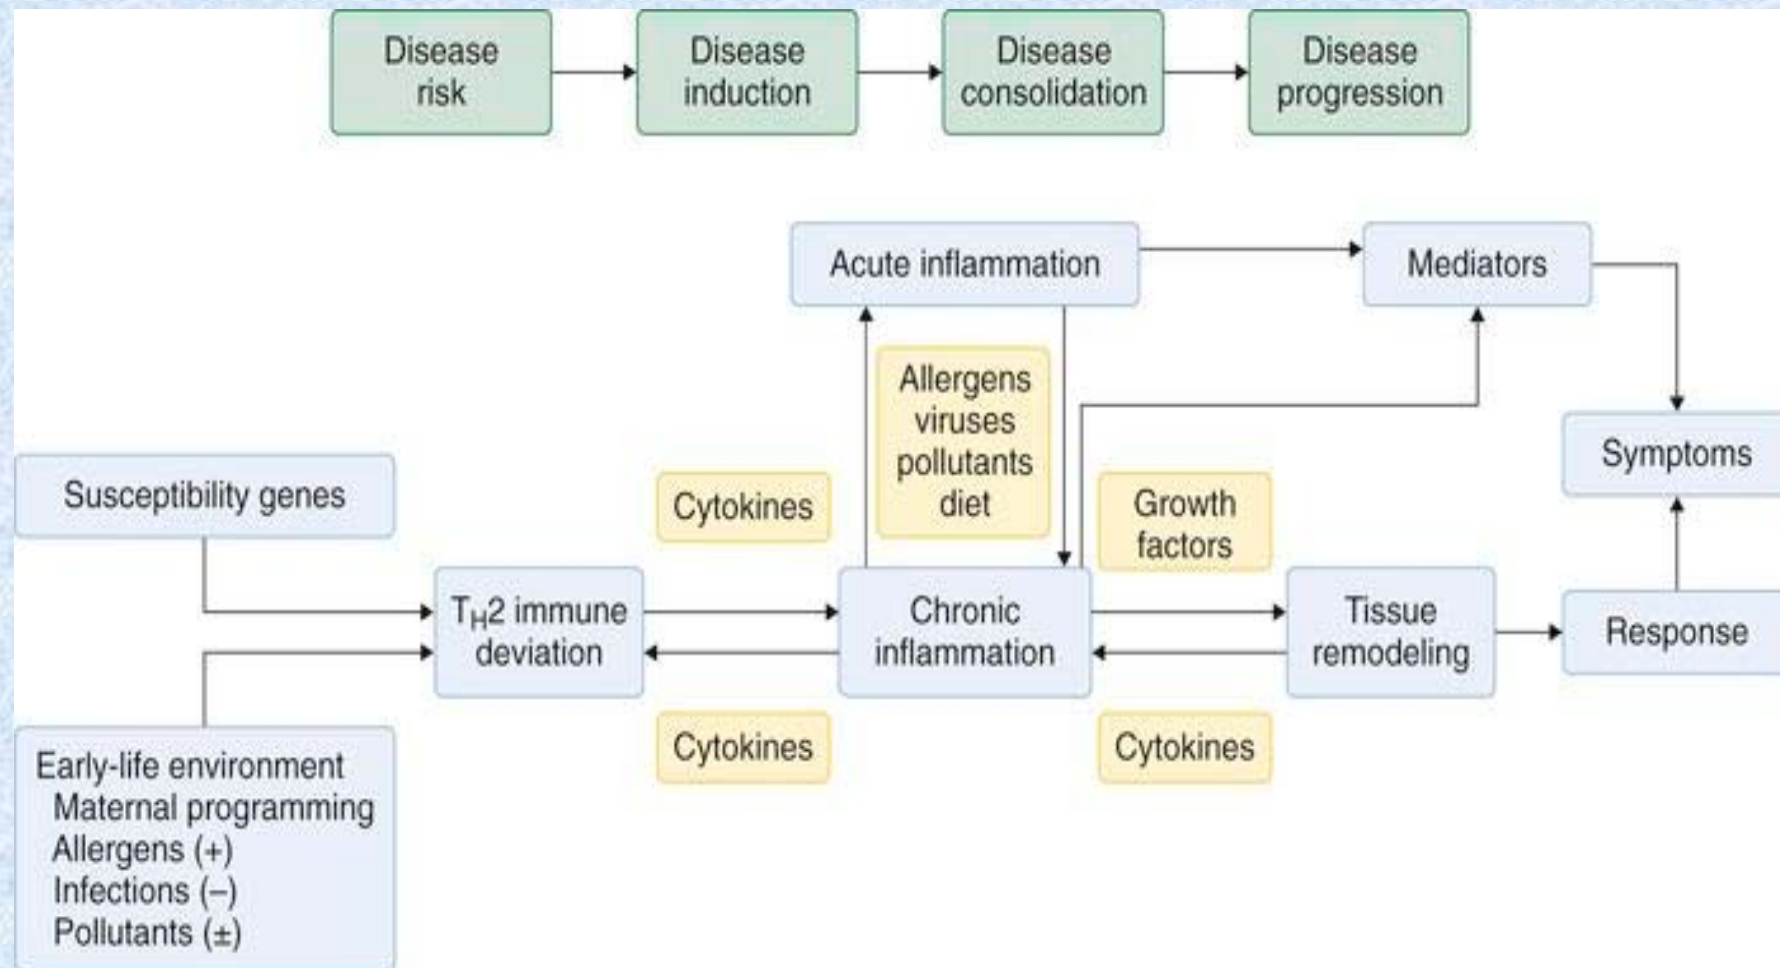 Disease
risk
Disease
induction
Disease
consolidation
Disease
progression
Acute inflammation
Mediators
Allergens
viruses
pollutants
diet
Symptoms
Susceptibility genes
Cytokines
Growth
factors
TH2 immune
deviation
Chronic
inflammation
Tissue
remodeling
Response
Cytokines
Cytokines
Early-life environment
Maternal programming
Allergens (+)
Infections (–)
Pollutants (±)